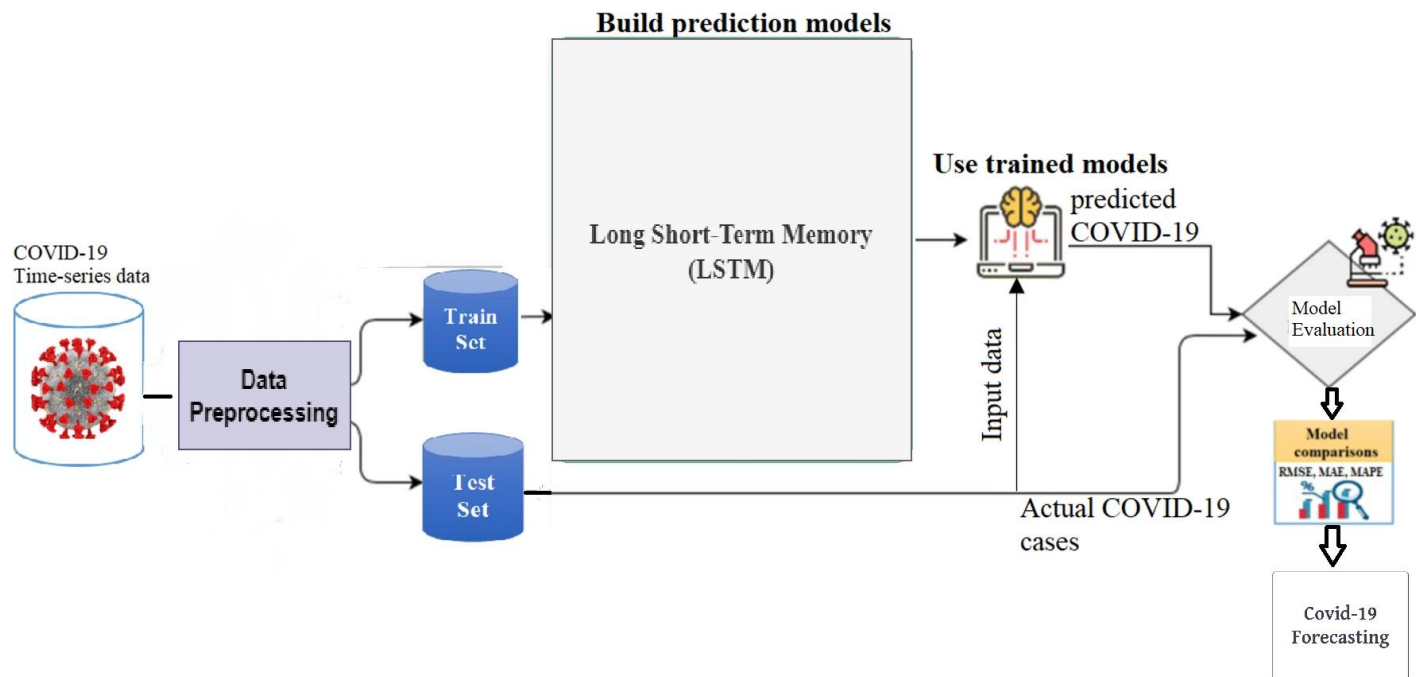 Build prediction models
Long Short-Term Memory
(LSTM)
Use trained models
predicted
COVID-19
COVID-19
Time-series data
Data
Preprocessing
Train
Set
Test
Set
Input data
Actual COVID-19
cases
Model
Evaluation
Model
comparisons
RMSE, MAE, MAPE
%
Covid-19
Forecasting